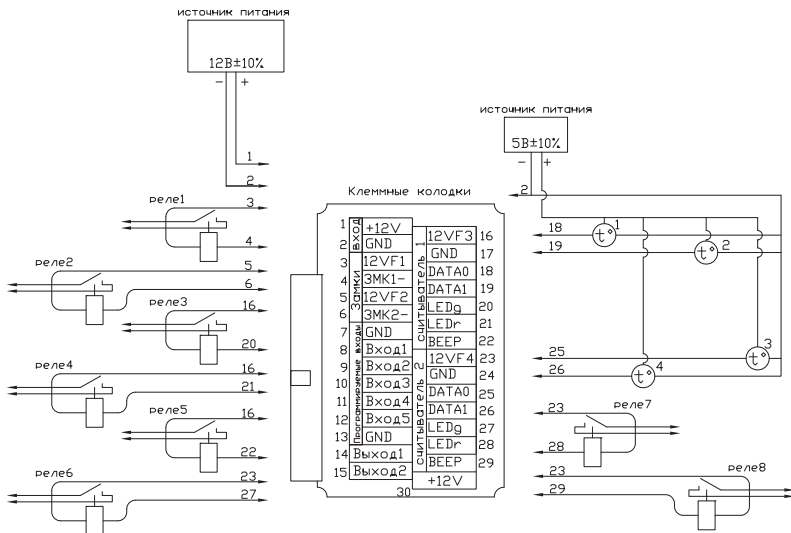 источник питания
12В±10%
- +
1
2
реле1
3
4
реле2
5
6
реле3
16
20
реле4
16
21
реле5
16
22
реле6
23
27
Клеммные колодки
вход
1 +12V
2 GND
Замки
3 12VF1
4 ЗМК1-
5 12VF2
6 ЗМК2-
Программируемые входы
7 GND
8 Вход1
9 Вход2
10 Вход3
11 Вход4
12 Вход5
13 GND
14 Выход1
15 Выход2
считыватель 1
12VF3 16
GND 17
DATA0 18
DATA1 19
LEDg 20
LEDr 21
BEEP 22
считыватель 2
12VF4 23
GND 24
DATA0 25
DATA1 26
LEDg 27
LEDr 28
BEEP 29
+12V
30
источник питания
5В±10%
- +
2
18
t° 1
19
t° 2
25
t° 3
26
t° 4
23
реле7
28
23
реле8
29